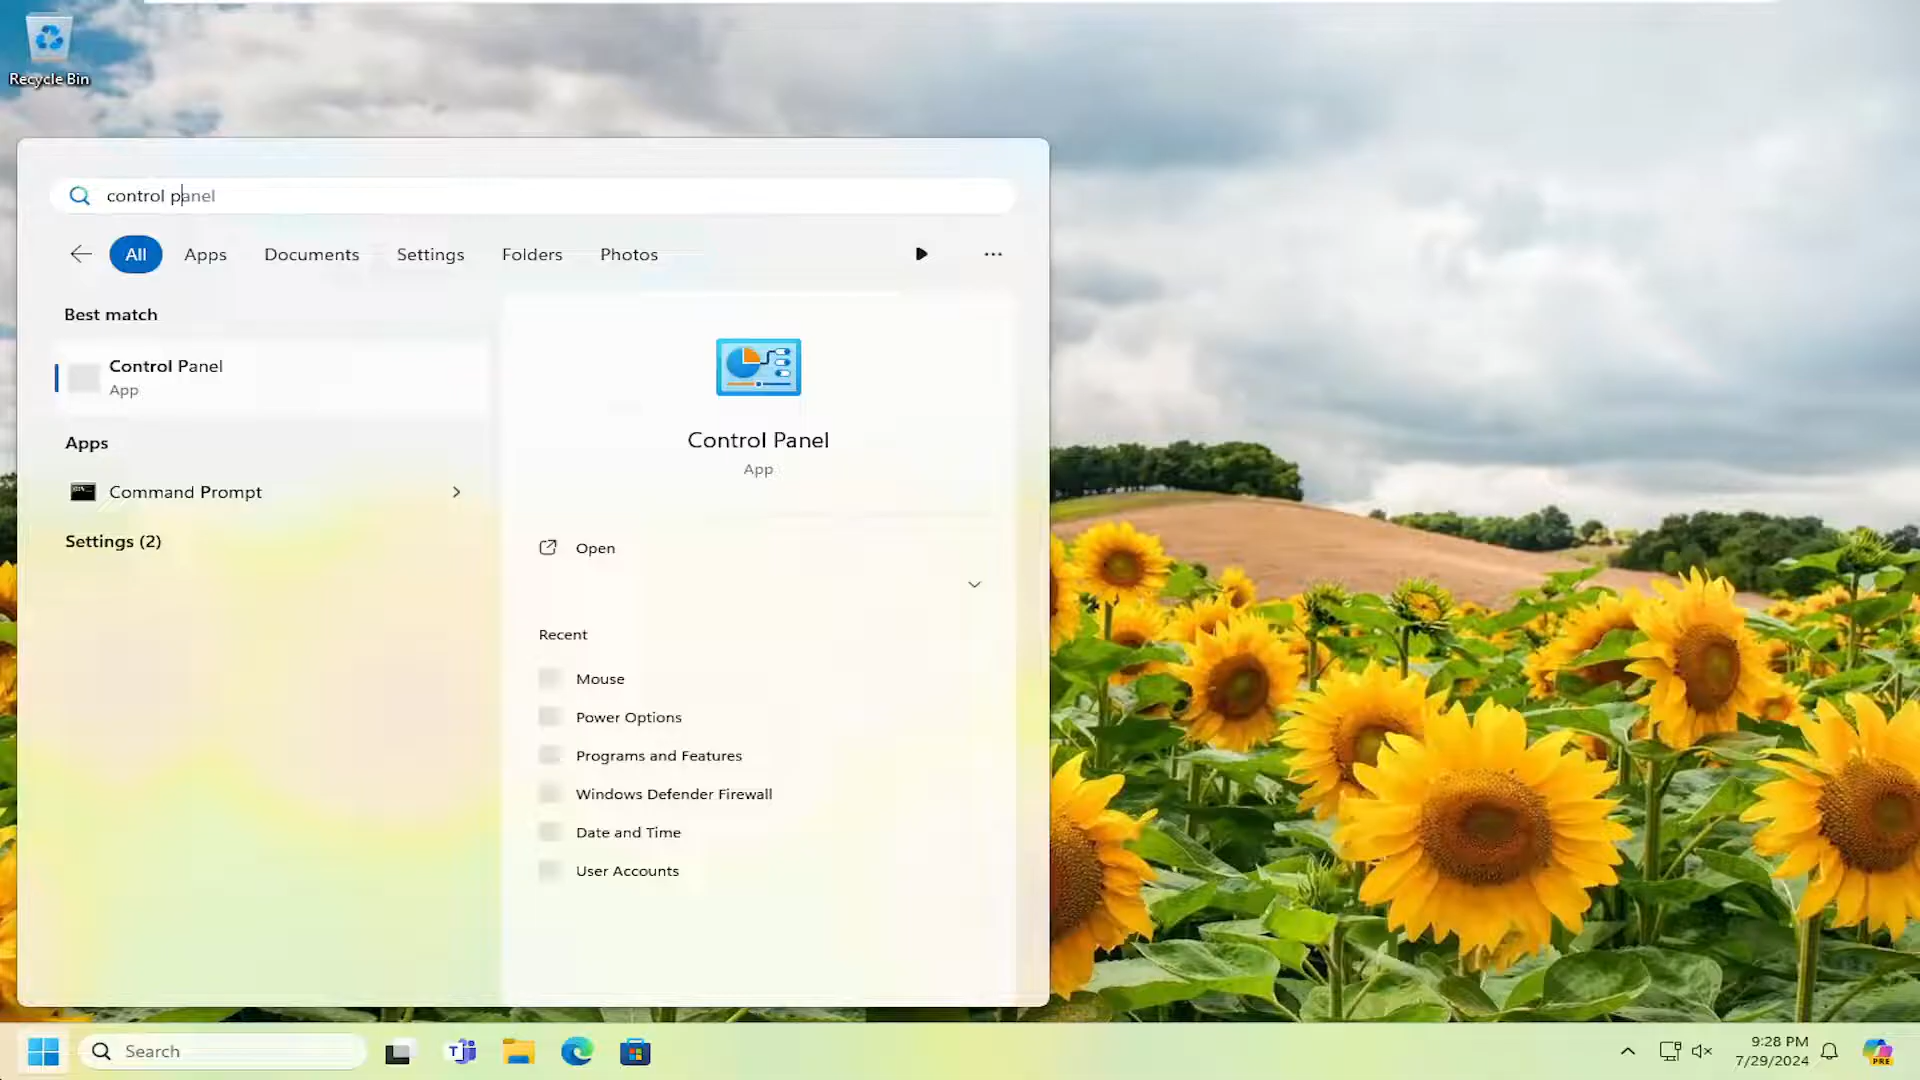 Recycle Bin
control panel
All Apps Documents Settings Folders Photos
Best match
Control Panel
App
Apps
Command Prompt
Settings (2)
Control Panel
App
Open
Recent
Mouse
Power Options
Programs and Features
Windows Defender Firewall
Date and Time
User Accounts
Search
9:28 PM
7/29/2024
PRE